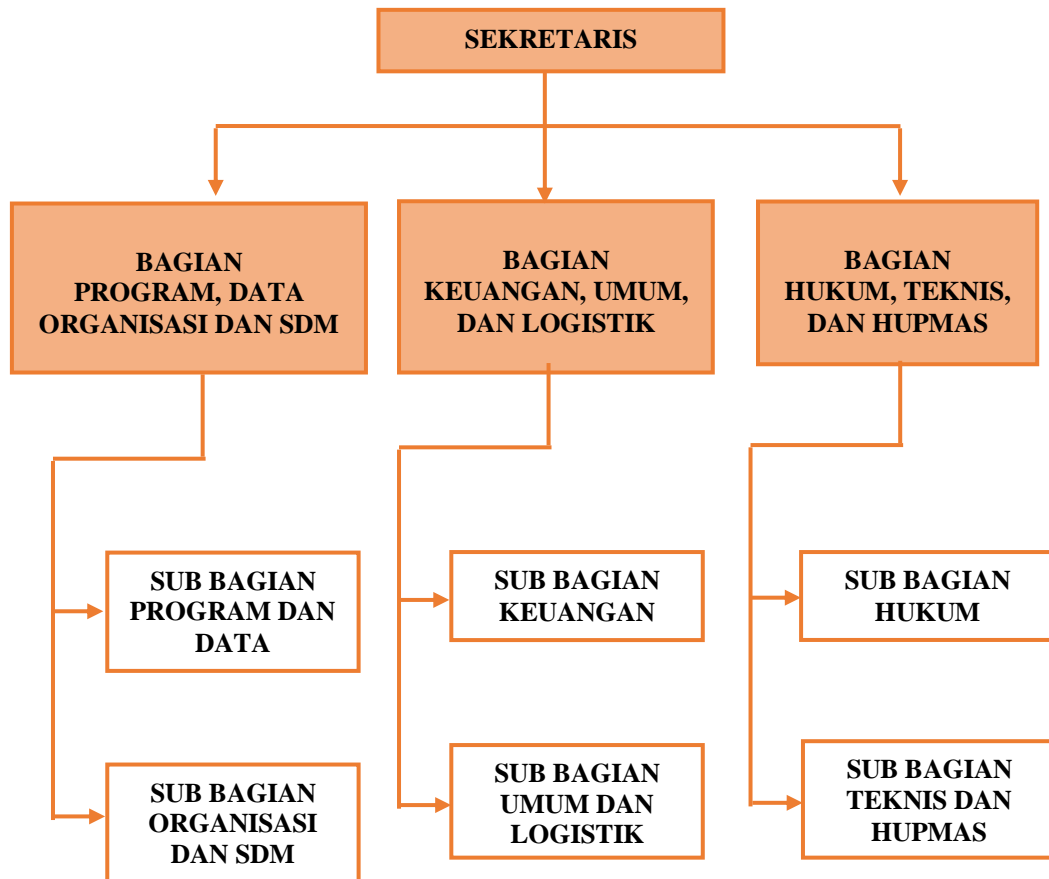 SEKRETARIS
BAGIAN
PROGRAM, DATA
ORGANISASI DAN SDM
BAGIAN
KEUANGAN, UMUM,
DAN LOGISTIK
BAGIAN
HUKUM, TEKNIS,
DAN HUPMAS
SUB BAGIAN
PROGRAM DAN
DATA
SUB BAGIAN
KEUANGAN
SUB BAGIAN
HUKUM
SUB BAGIAN
ORGANISASI
DAN SDM
SUB BAGIAN
UMUM DAN
LOGISTIK
SUB BAGIAN
TEKNIS DAN
HUPMAS